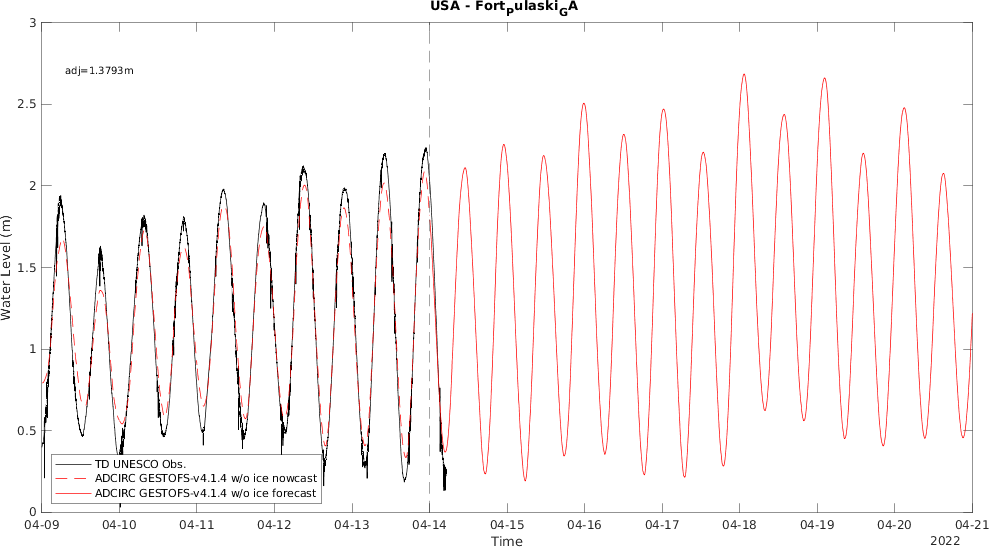 USA - FortPulaskiGA
3
adj=1.3793m
2.5
2
1.5
1
0.5
0
Water Level (m)
TD UNESCO Obs.
ADCIRC GESTOFS-v4.1.4 w/o ice nowcast
ADCIRC GESTOFS-v4.1.4 w/o ice forecast
04-09 04-10 04-11 04-12 04-13 04-14 04-15 04-16 04-17 04-18 04-19 04-20 04-21
Time
2022